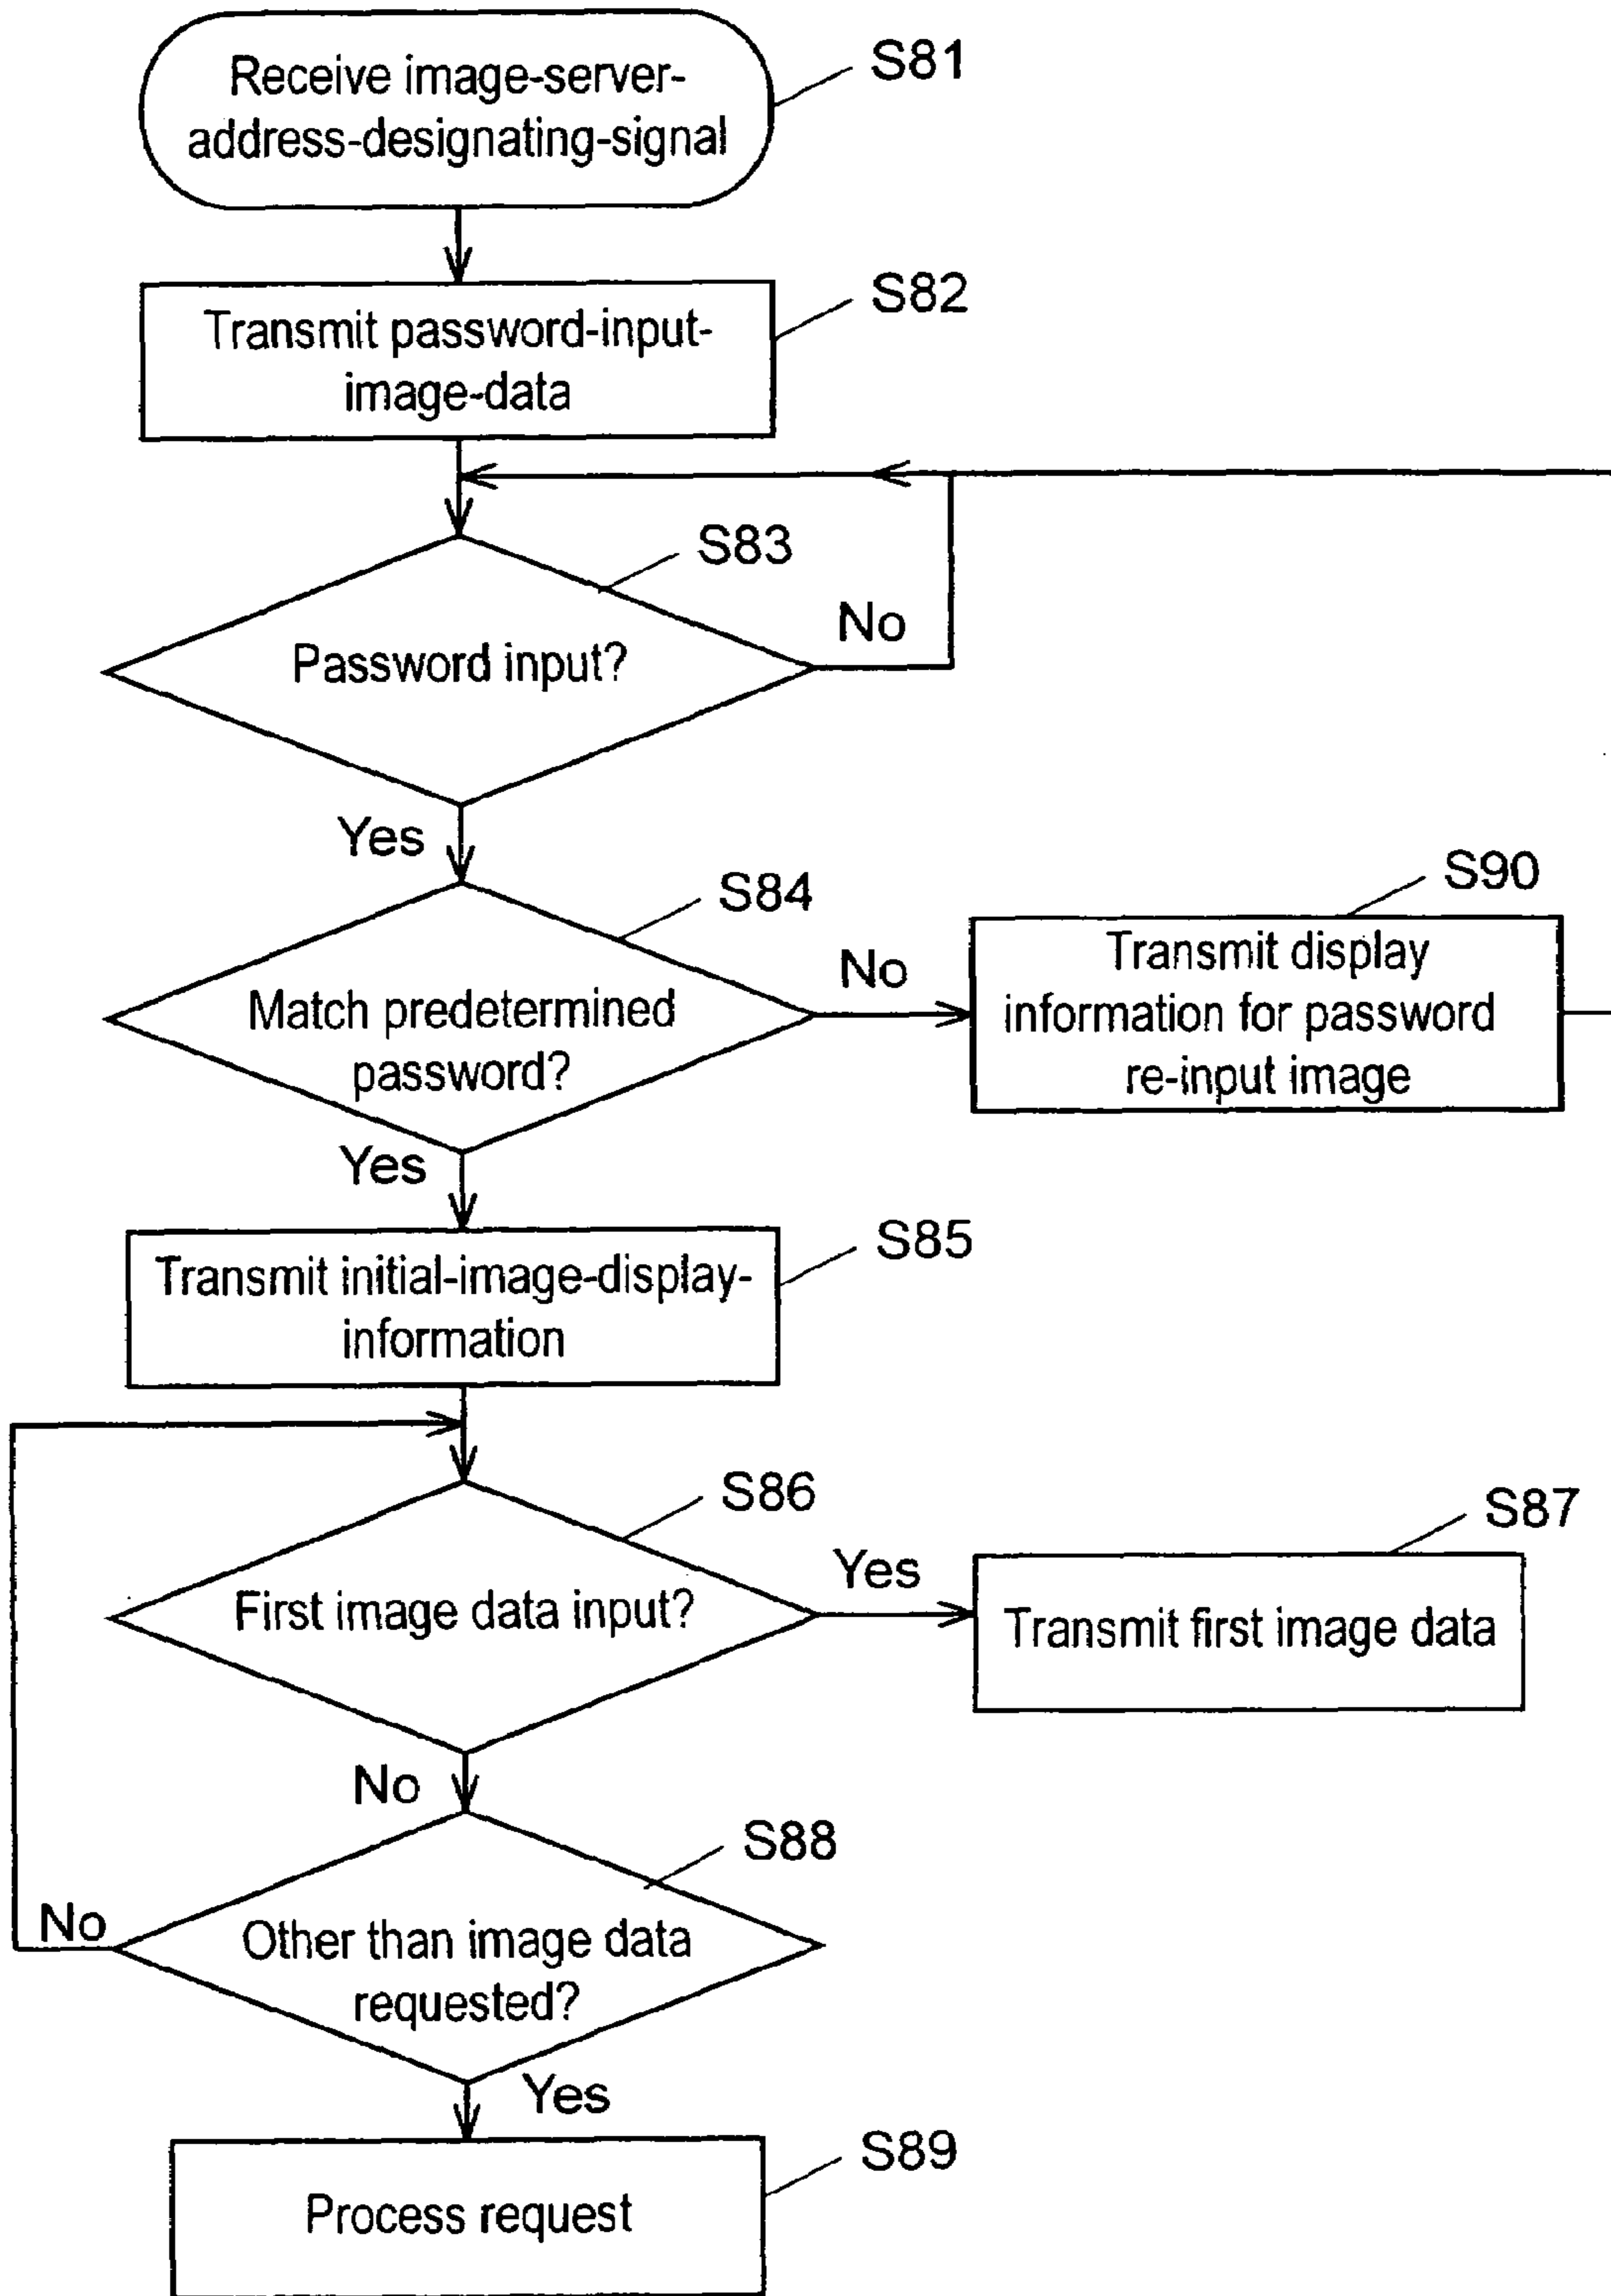 Receive image-server-
address-designating-signal
S81
Transmit password-input-
image-data
S82
S83
Password input?
No
Yes
S84
Match predetermined
password?
No
S90
Transmit display
information for password
re-input image
Yes
Transmit initial-image-display-
information
S85
S86
First image data input?
Yes
S87
Transmit first image data
No
S88
Other than image data
requested?
No
Yes
S89
Process request